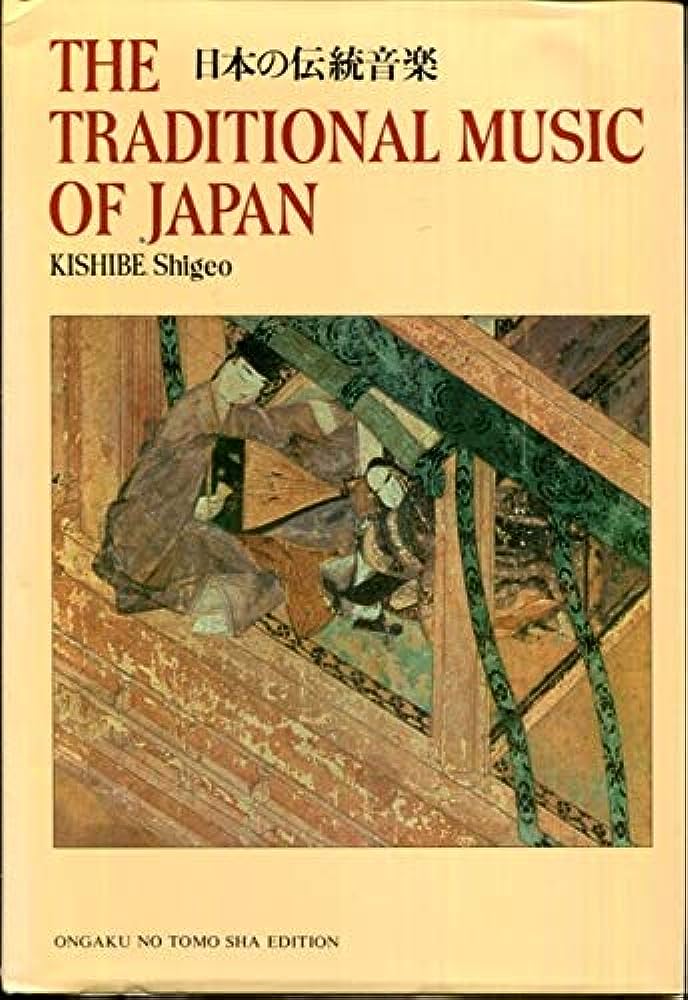 THE 日本の伝統音楽
TRADITIONAL MUSIC
OF JAPAN
KISHIBE Shigeo
ONGAKU NO TOMO SHA EDITION